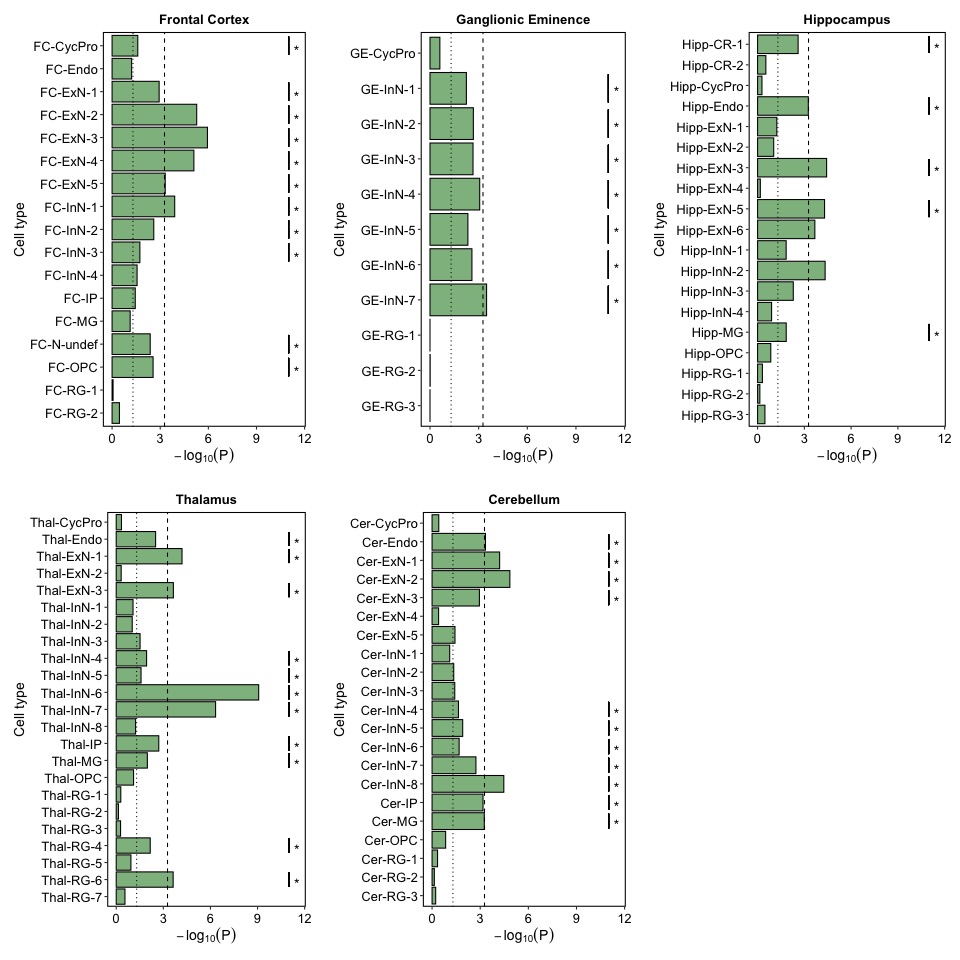 Frontal Cortex
Cell type
FC-CycPro *
FC-Endo
FC-ExN-1 *
FC-ExN-2 *
FC-ExN-3 *
FC-ExN-4 *
FC-ExN-5 *
FC-InN-1 *
FC-InN-2 *
FC-InN-3 *
FC-InN-4
FC-IP
FC-MG
FC-N-undef *
FC-OPC *
FC-RG-1
FC-RG-2
0 3 6 9 12
−log₁₀(P)
Ganglionic Eminence
Cell type
GE-CycPro
GE-InN-1 *
GE-InN-2 *
GE-InN-3 *
GE-InN-4 *
GE-InN-5 *
GE-InN-6 *
GE-InN-7 *
GE-RG-1
GE-RG-2
GE-RG-3
0 3 6 9 12
−log₁₀(P)
Hippocampus
Cell type
Hipp-CR-1 *
Hipp-CR-2
Hipp-CycPro
Hipp-Endo *
Hipp-ExN-1
Hipp-ExN-2
Hipp-ExN-3 *
Hipp-ExN-4
Hipp-ExN-5 *
Hipp-ExN-6
Hipp-InN-1
Hipp-InN-2
Hipp-InN-3
Hipp-InN-4
Hipp-MG *
Hipp-OPC
Hipp-RG-1
Hipp-RG-2
Hipp-RG-3
0 3 6 9 12
−log₁₀(P)
Thalamus
Cell type
Thal-CycPro
Thal-Endo *
Thal-ExN-1 *
Thal-ExN-2
Thal-ExN-3 *
Thal-InN-1
Thal-InN-2
Thal-InN-3
Thal-InN-4 *
Thal-InN-5 *
Thal-InN-6 *
Thal-InN-7 *
Thal-InN-8
Thal-IP *
Thal-MG *
Thal-OPC
Thal-RG-1
Thal-RG-2
Thal-RG-3
Thal-RG-4 *
Thal-RG-5
Thal-RG-6 *
Thal-RG-7
0 3 6 9 12
−log₁₀(P)
Cerebellum
Cell type
Cer-CycPro
Cer-Endo *
Cer-ExN-1 *
Cer-ExN-2 *
Cer-ExN-3 *
Cer-ExN-4
Cer-ExN-5
Cer-InN-1
Cer-InN-2
Cer-InN-3
Cer-InN-4 *
Cer-InN-5 *
Cer-InN-6 *
Cer-InN-7 *
Cer-InN-8 *
Cer-IP *
Cer-MG *
Cer-OPC
Cer-RG-1
Cer-RG-2
Cer-RG-3
0 3 6 9 12
−log₁₀(P)